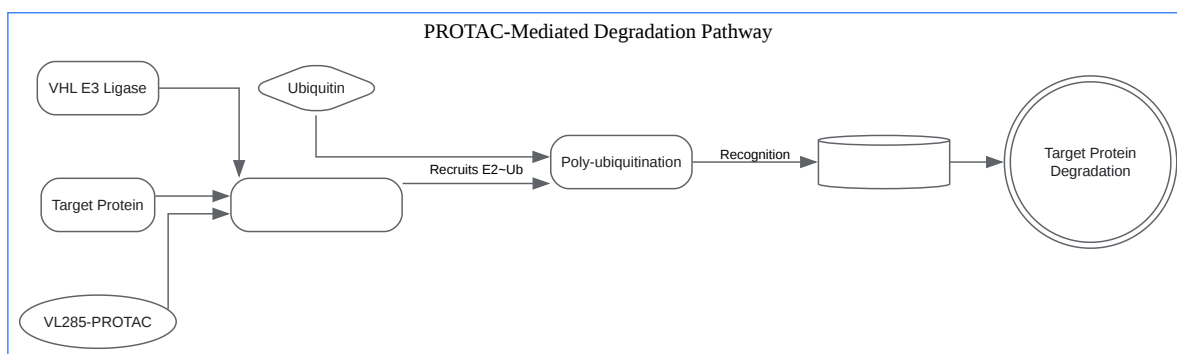 PROTAC-Mediated Degradation Pathway
VHL E3 Ligase
Ubiquitin
Poly-ubiquitination
Recognition
Target Protein
Degradation
Recruits E2~Ub
Target Protein
VL285-PROTAC